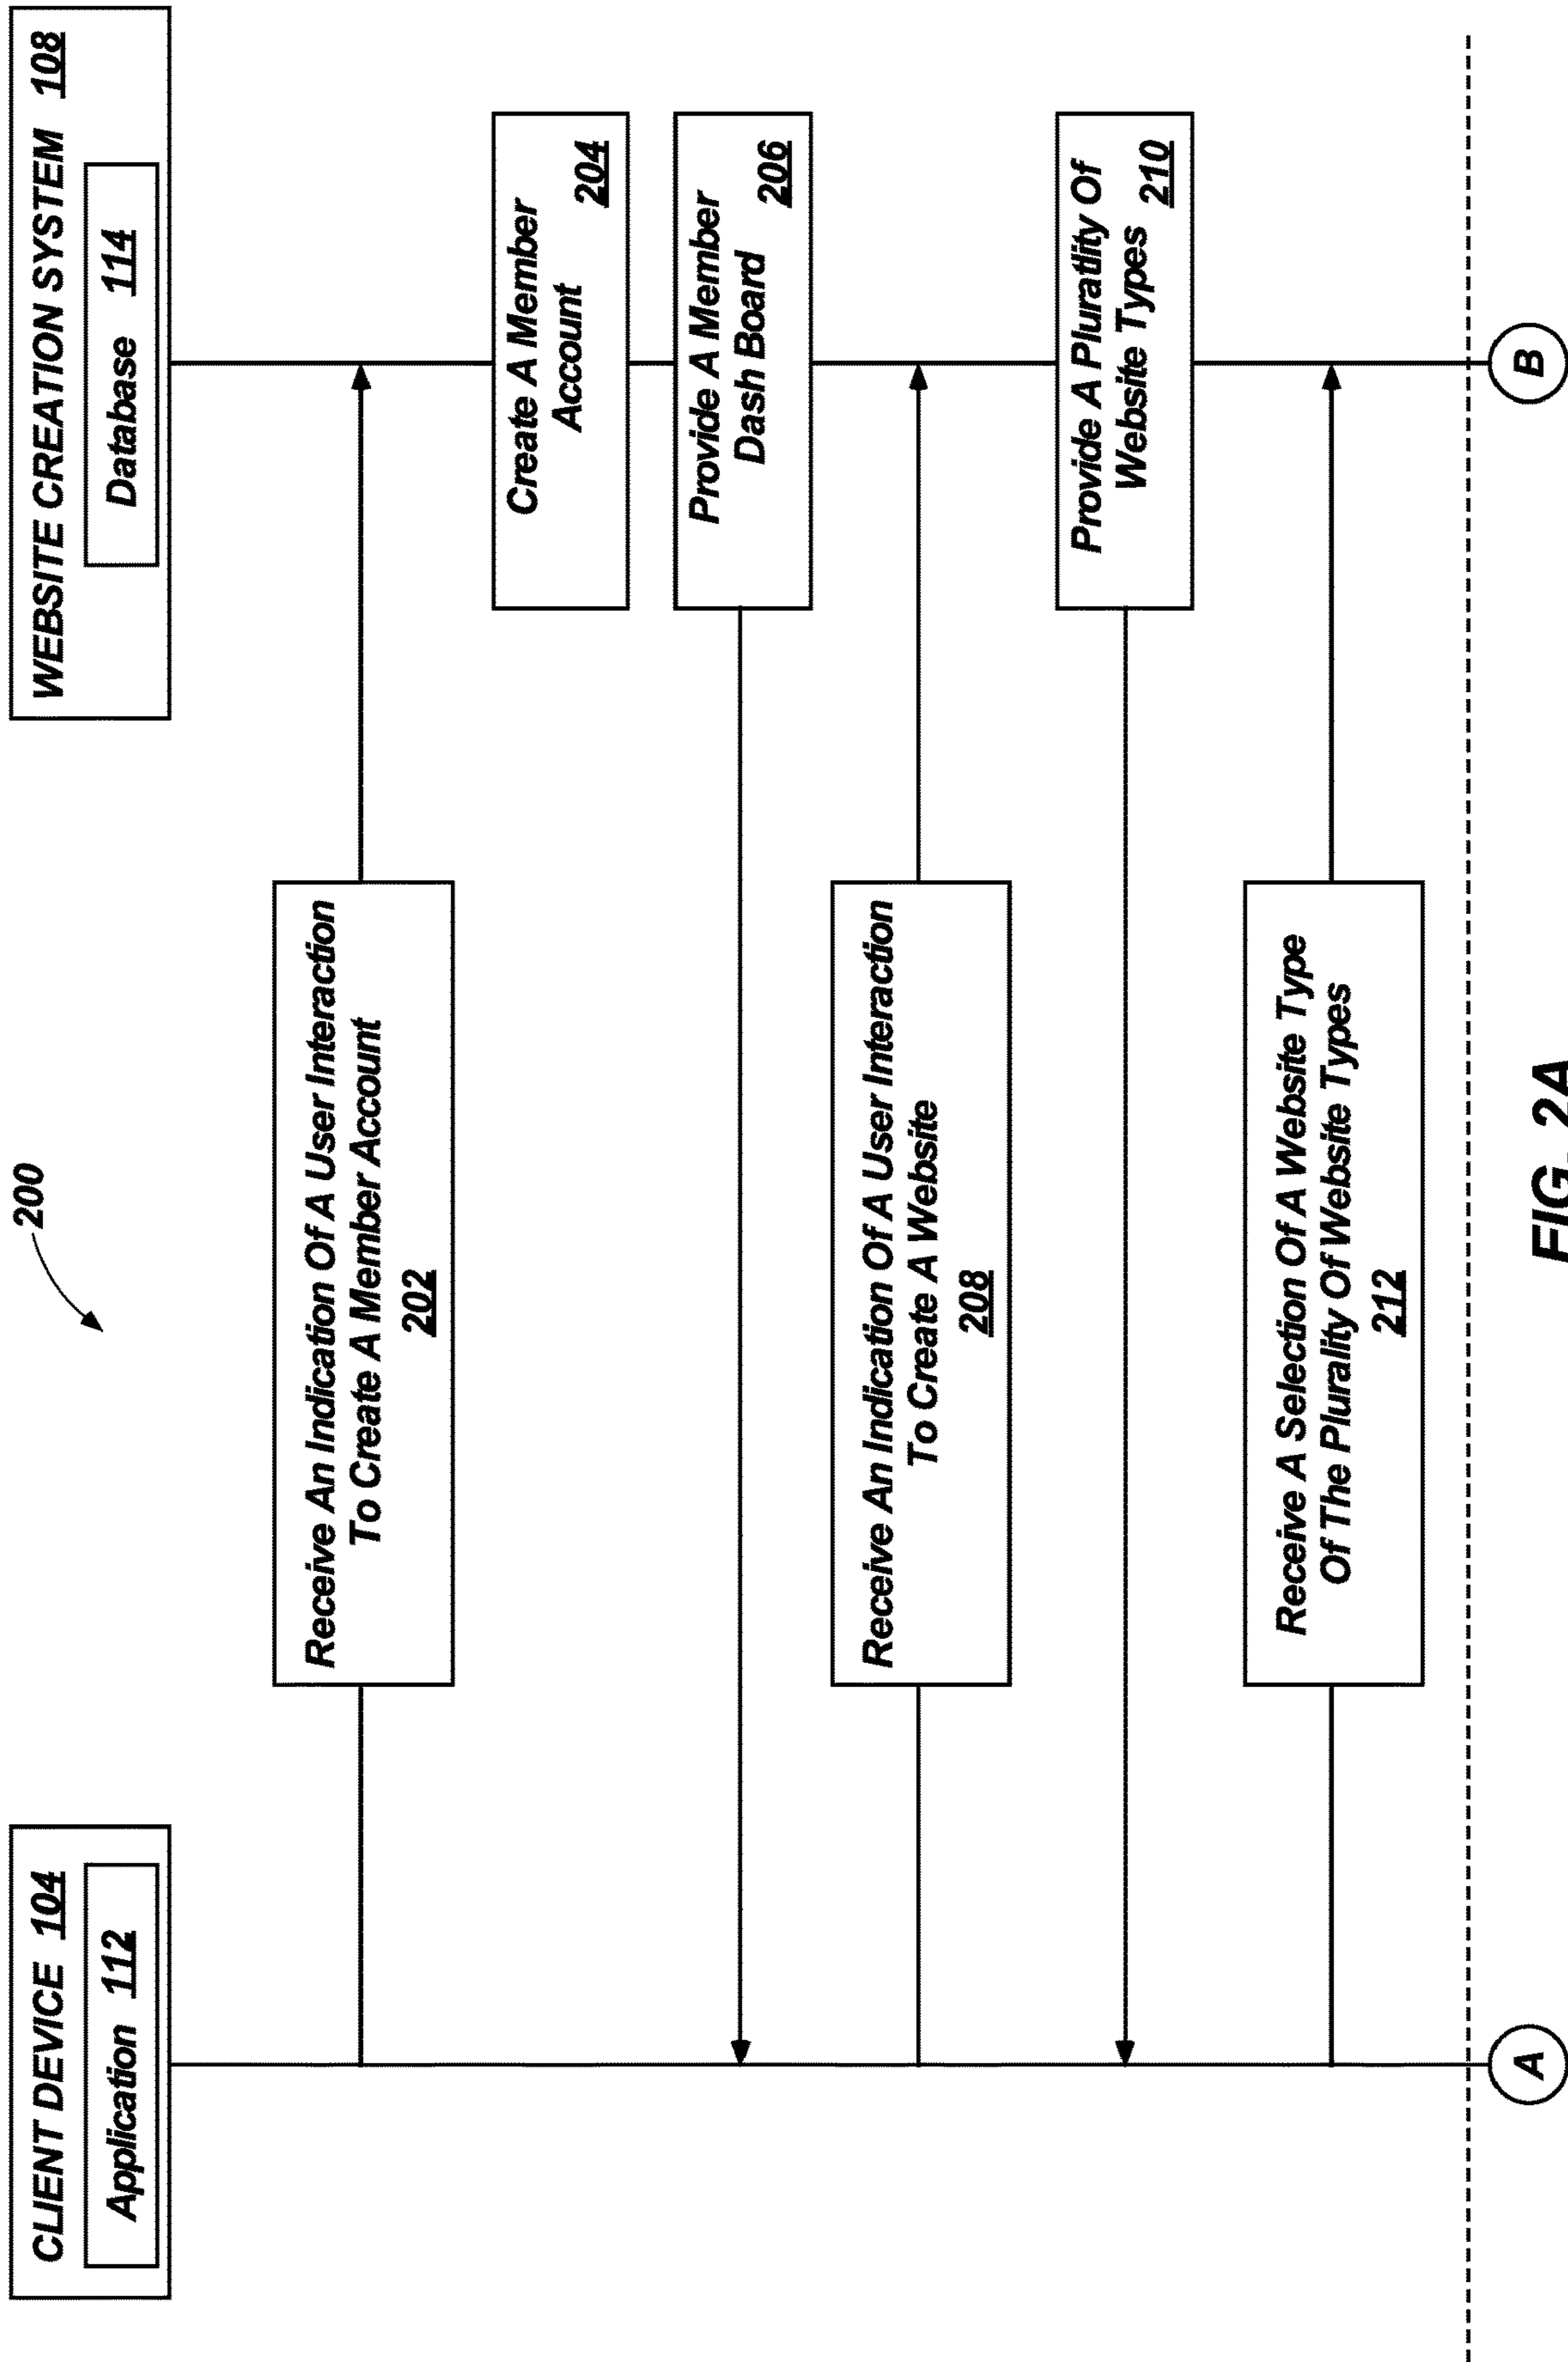 CLIENT DEVICE 104
Application 112
200
WEBSITE CREATION SYSTEM 108
Database 114
Receive An Indication Of A User Interaction
To Create A Member Account
202
Create A Member
Account
204
Provide A Member
Dash Board
206
Receive An Indication Of A User Interaction
To Create A Website
208
Provide A Pluratlity Of
Website Types
210
Receive A Selection Of A Website Type
Of The Plurality Of Website Types
212
A
B
FIG. 2A